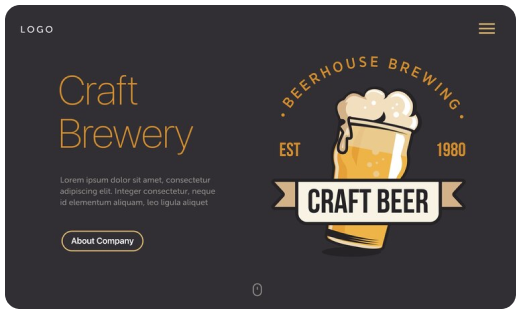 LOGO
Craft
Brewery
Lorem ipsum dolor sit amet, consectetur
adipiscing elit. Integer consectetur, neque
id elementum aliquam, leo ligula aliquet
About Company
• BEERHOUSE BREWING •
EST 1980
CRAFT BEER